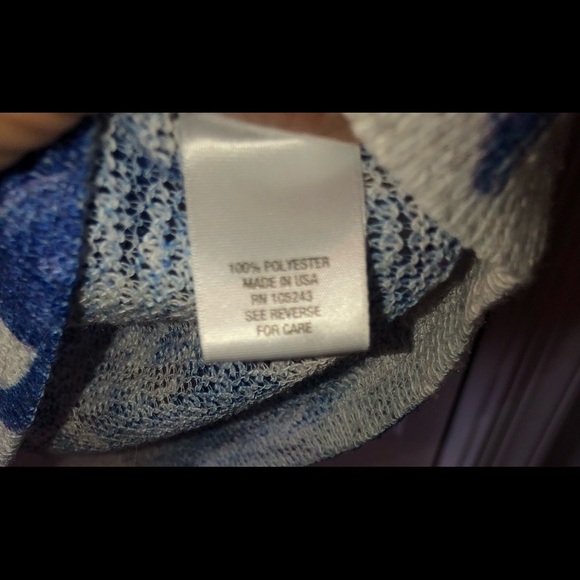 100% POLYESTER
MADE IN USA
RN 105243
SEE REVERSE
FOR CARE